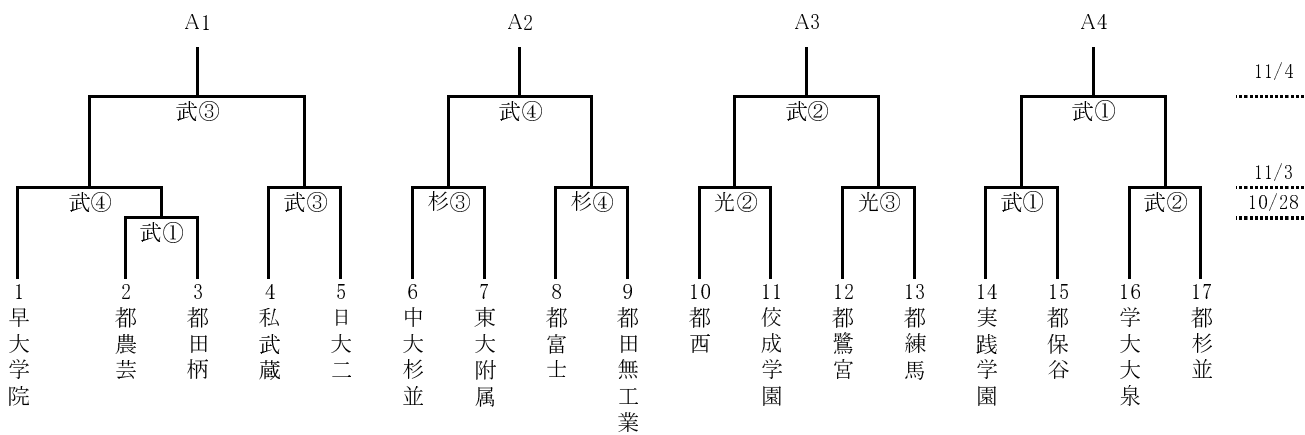 A1 A2 A3 A4
11/4
武③ 武④ 武② 武①
11/3
武④ 武③ 杉③ 杉④ 光② 光③ 武① 武②
10/28
武①
1 2 3 4 5 6 7 8 9 10 11 12 13 14 15 16 17
早大学院
都農芸
都田柄
私武蔵
日大二
中大杉並
東大附属
都富士
都田無工業
都西
佼成学園
都鷺宮
都練馬
実践学園
都保谷
学大大泉
都杉並